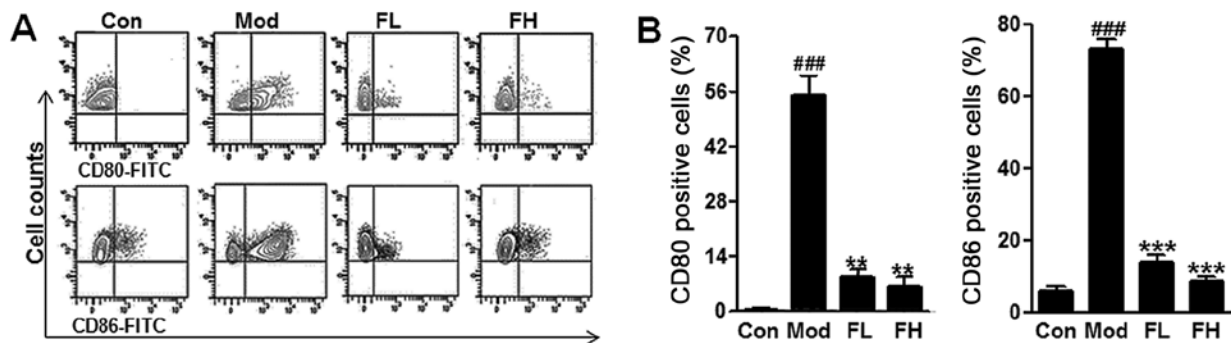 A
Con Mod FL FH
CD80-FITC
Cell counts
CD86-FITC
B
CD80 positive cells (%)
70
56
42
28
14
0
###
**
**
Con Mod FL FH
CD86 positive cells (%)
80
60
40
20
0
###
***
***
Con Mod FL FH